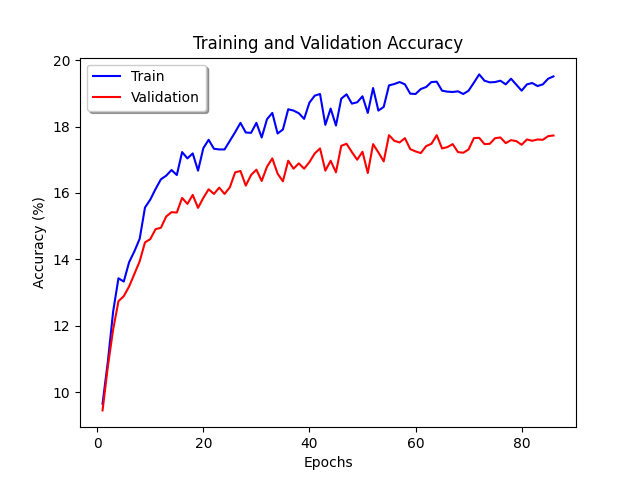 Training and Validation Accuracy
Train
Validation
20
18
16
14
12
10
Accuracy (%)
0
20
40
60
80
Epochs